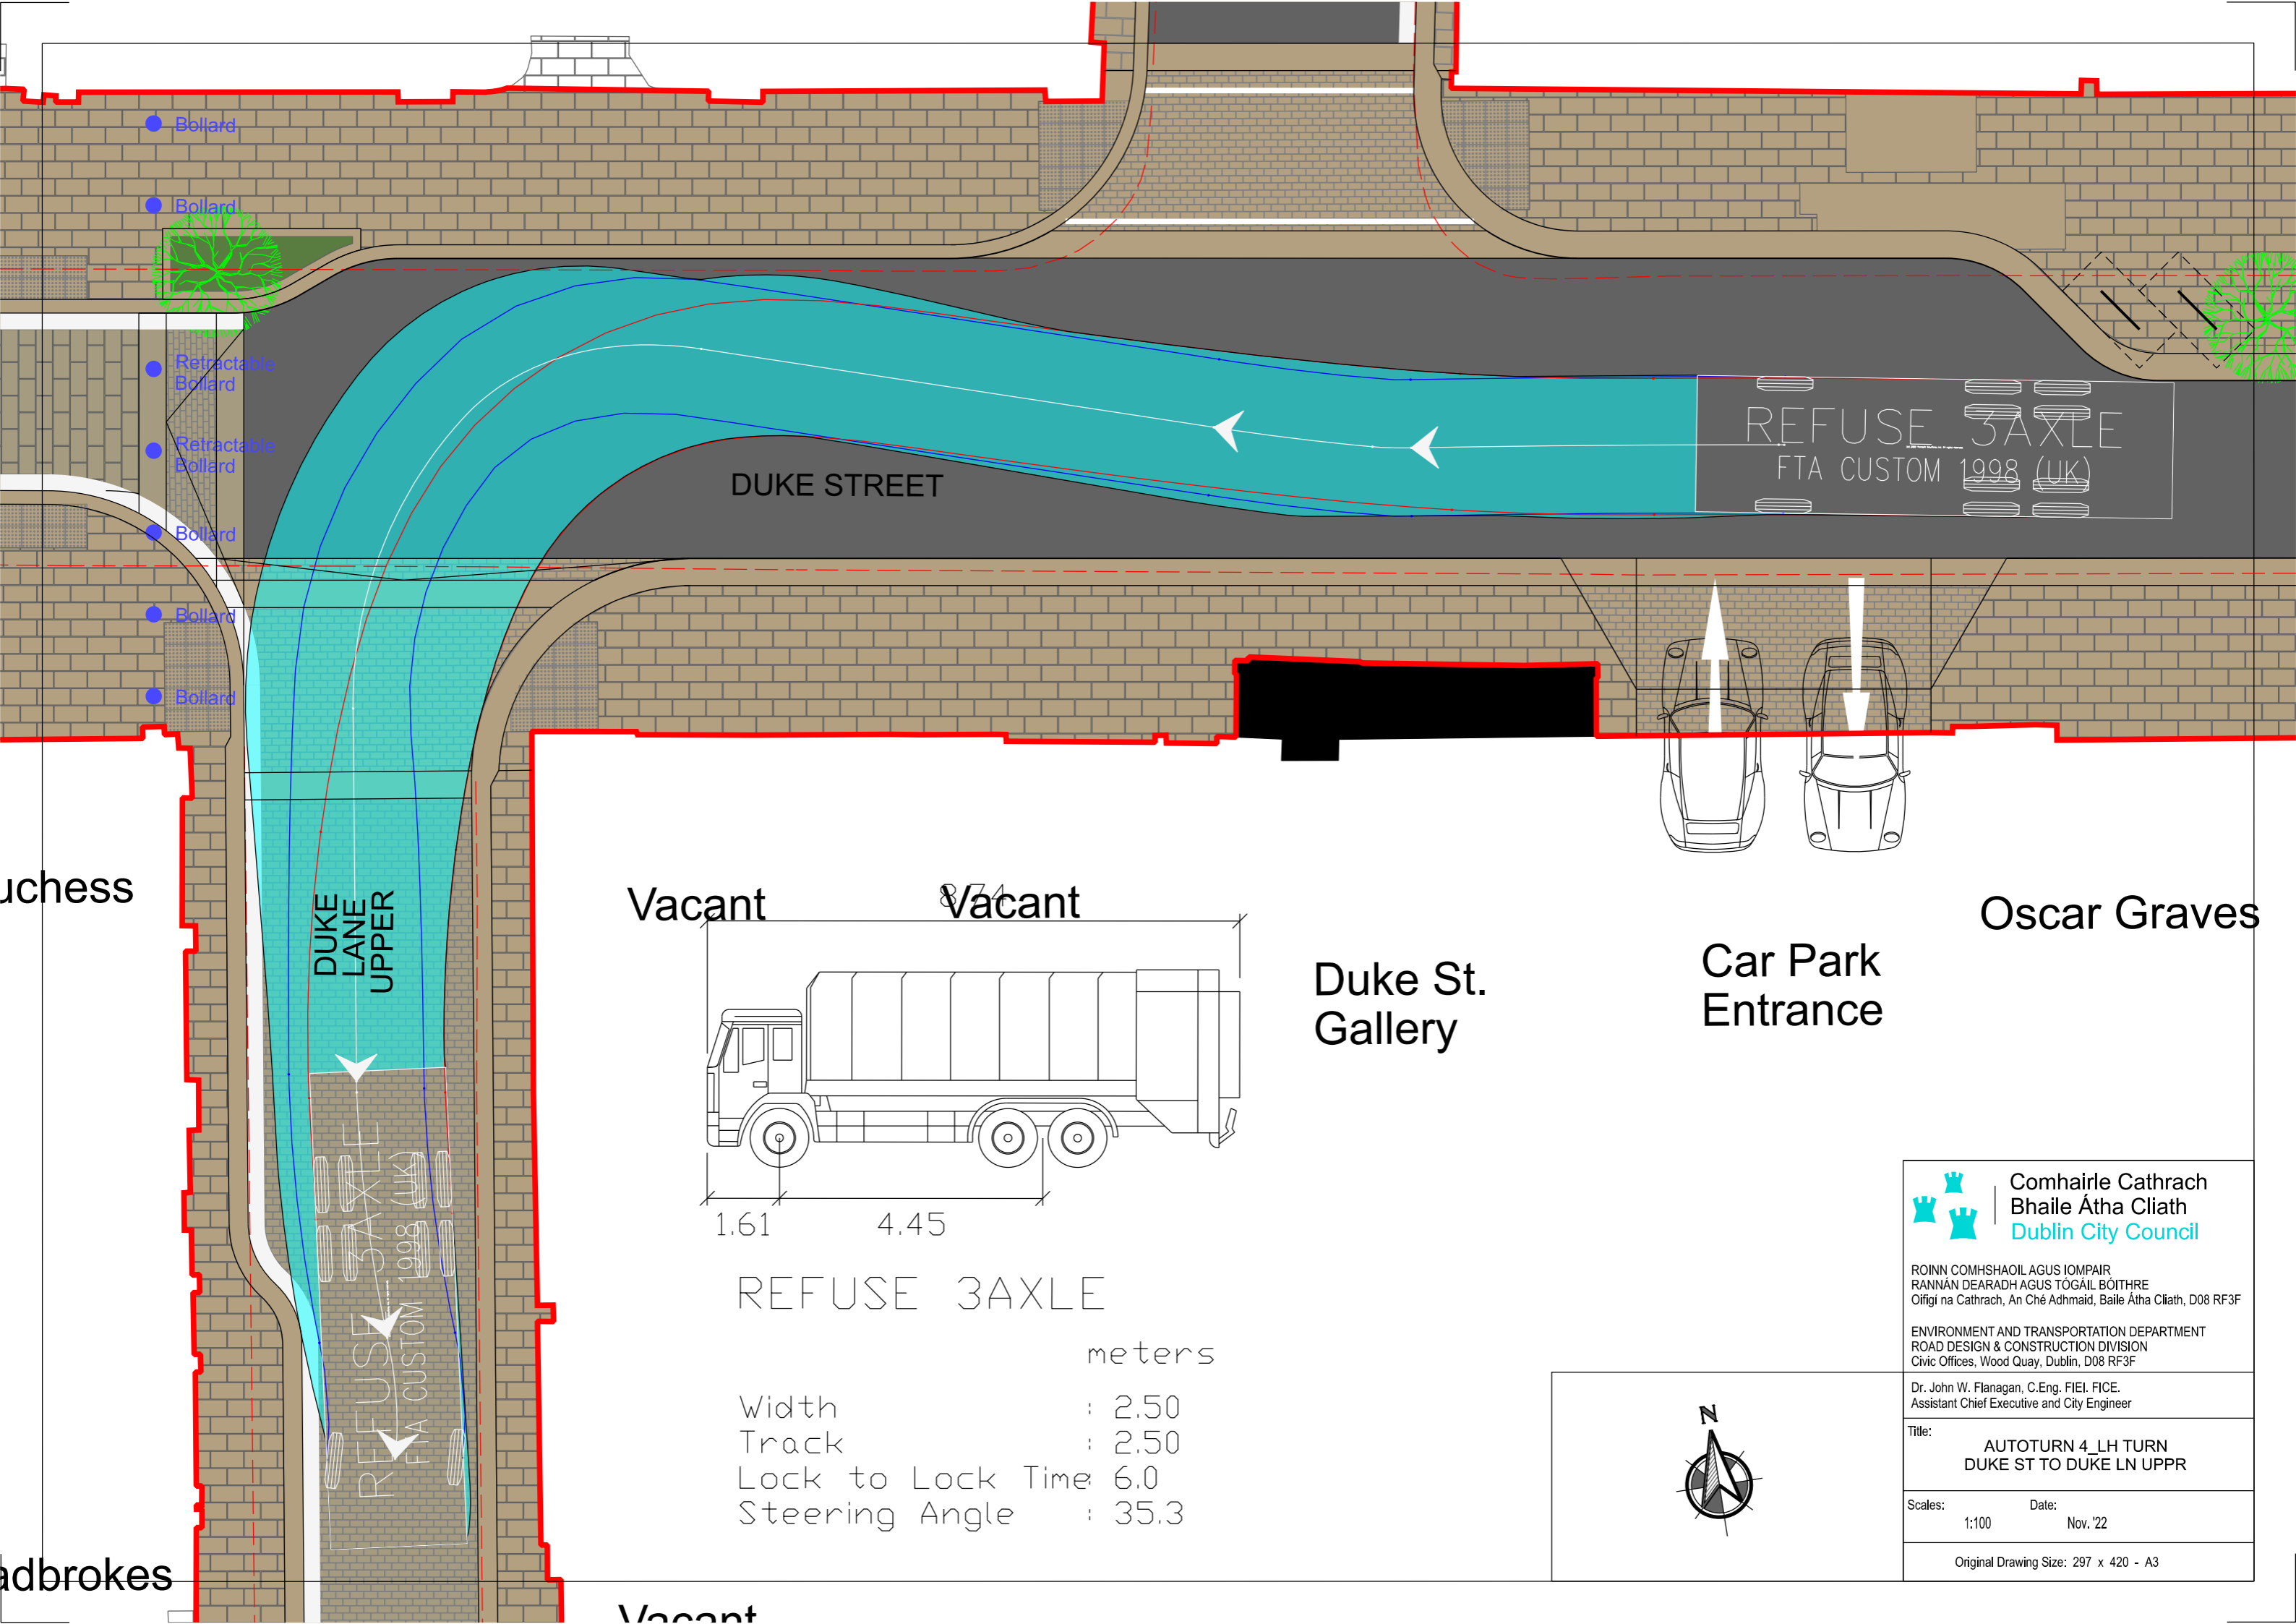 Bollard
Bollard
Retractable
Bollard
Retractable
Bollard
Bollard
Bollard
Bollard
REFUSE 3AXLE
FTA CUSTOM 1998 (UK)
DUKE STREET
DUKE
LANE
UPPER
REFUSE 3AXLE
FTA CUSTOM 1998 (UK)
uchess
adbrokes
Vacant
8.74
Vacant
Duke St.
Gallery
Car Park
Entrance
Oscar Graves
1.61
4.45
REFUSE 3AXLE
meters
Width : 2.50
Track : 2.50
Lock to Lock Time : 6.0
Steering Angle : 35.3
Vacant
N
Comhairle Cathrach
Bhaile Átha Cliath
Dublin City Council
ROINN COMHSHAOIL AGUS IOMPAIR
RANNÁN DEARADH AGUS TÓGÁIL BÓITHRE
Oifigí na Cathrach, An Ché Adhmaid, Baile Átha Cliath, D08 RF3F
ENVIRONMENT AND TRANSPORTATION DEPARTMENT
ROAD DESIGN & CONSTRUCTION DIVISION
Civic Offices, Wood Quay, Dublin, D08 RF3F
Dr. John W. Flanagan, C.Eng. FIEI. FICE.
Assistant Chief Executive and City Engineer
Title:
AUTOTURN 4_LH TURN
DUKE ST TO DUKE LN UPPR
Scales: Date:
1:100 Nov. '22
Original Drawing Size: 297 x 420 - A3